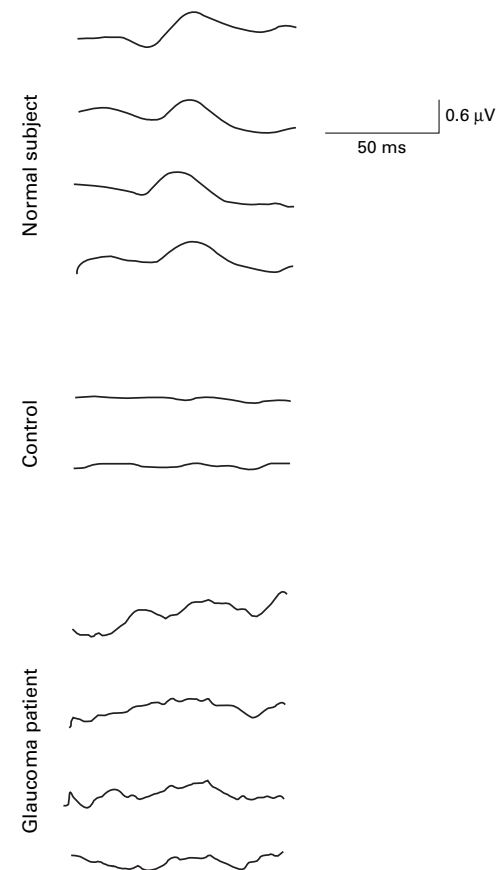 Normal subject
0.6 μV
50 ms
Control
Glaucoma patient